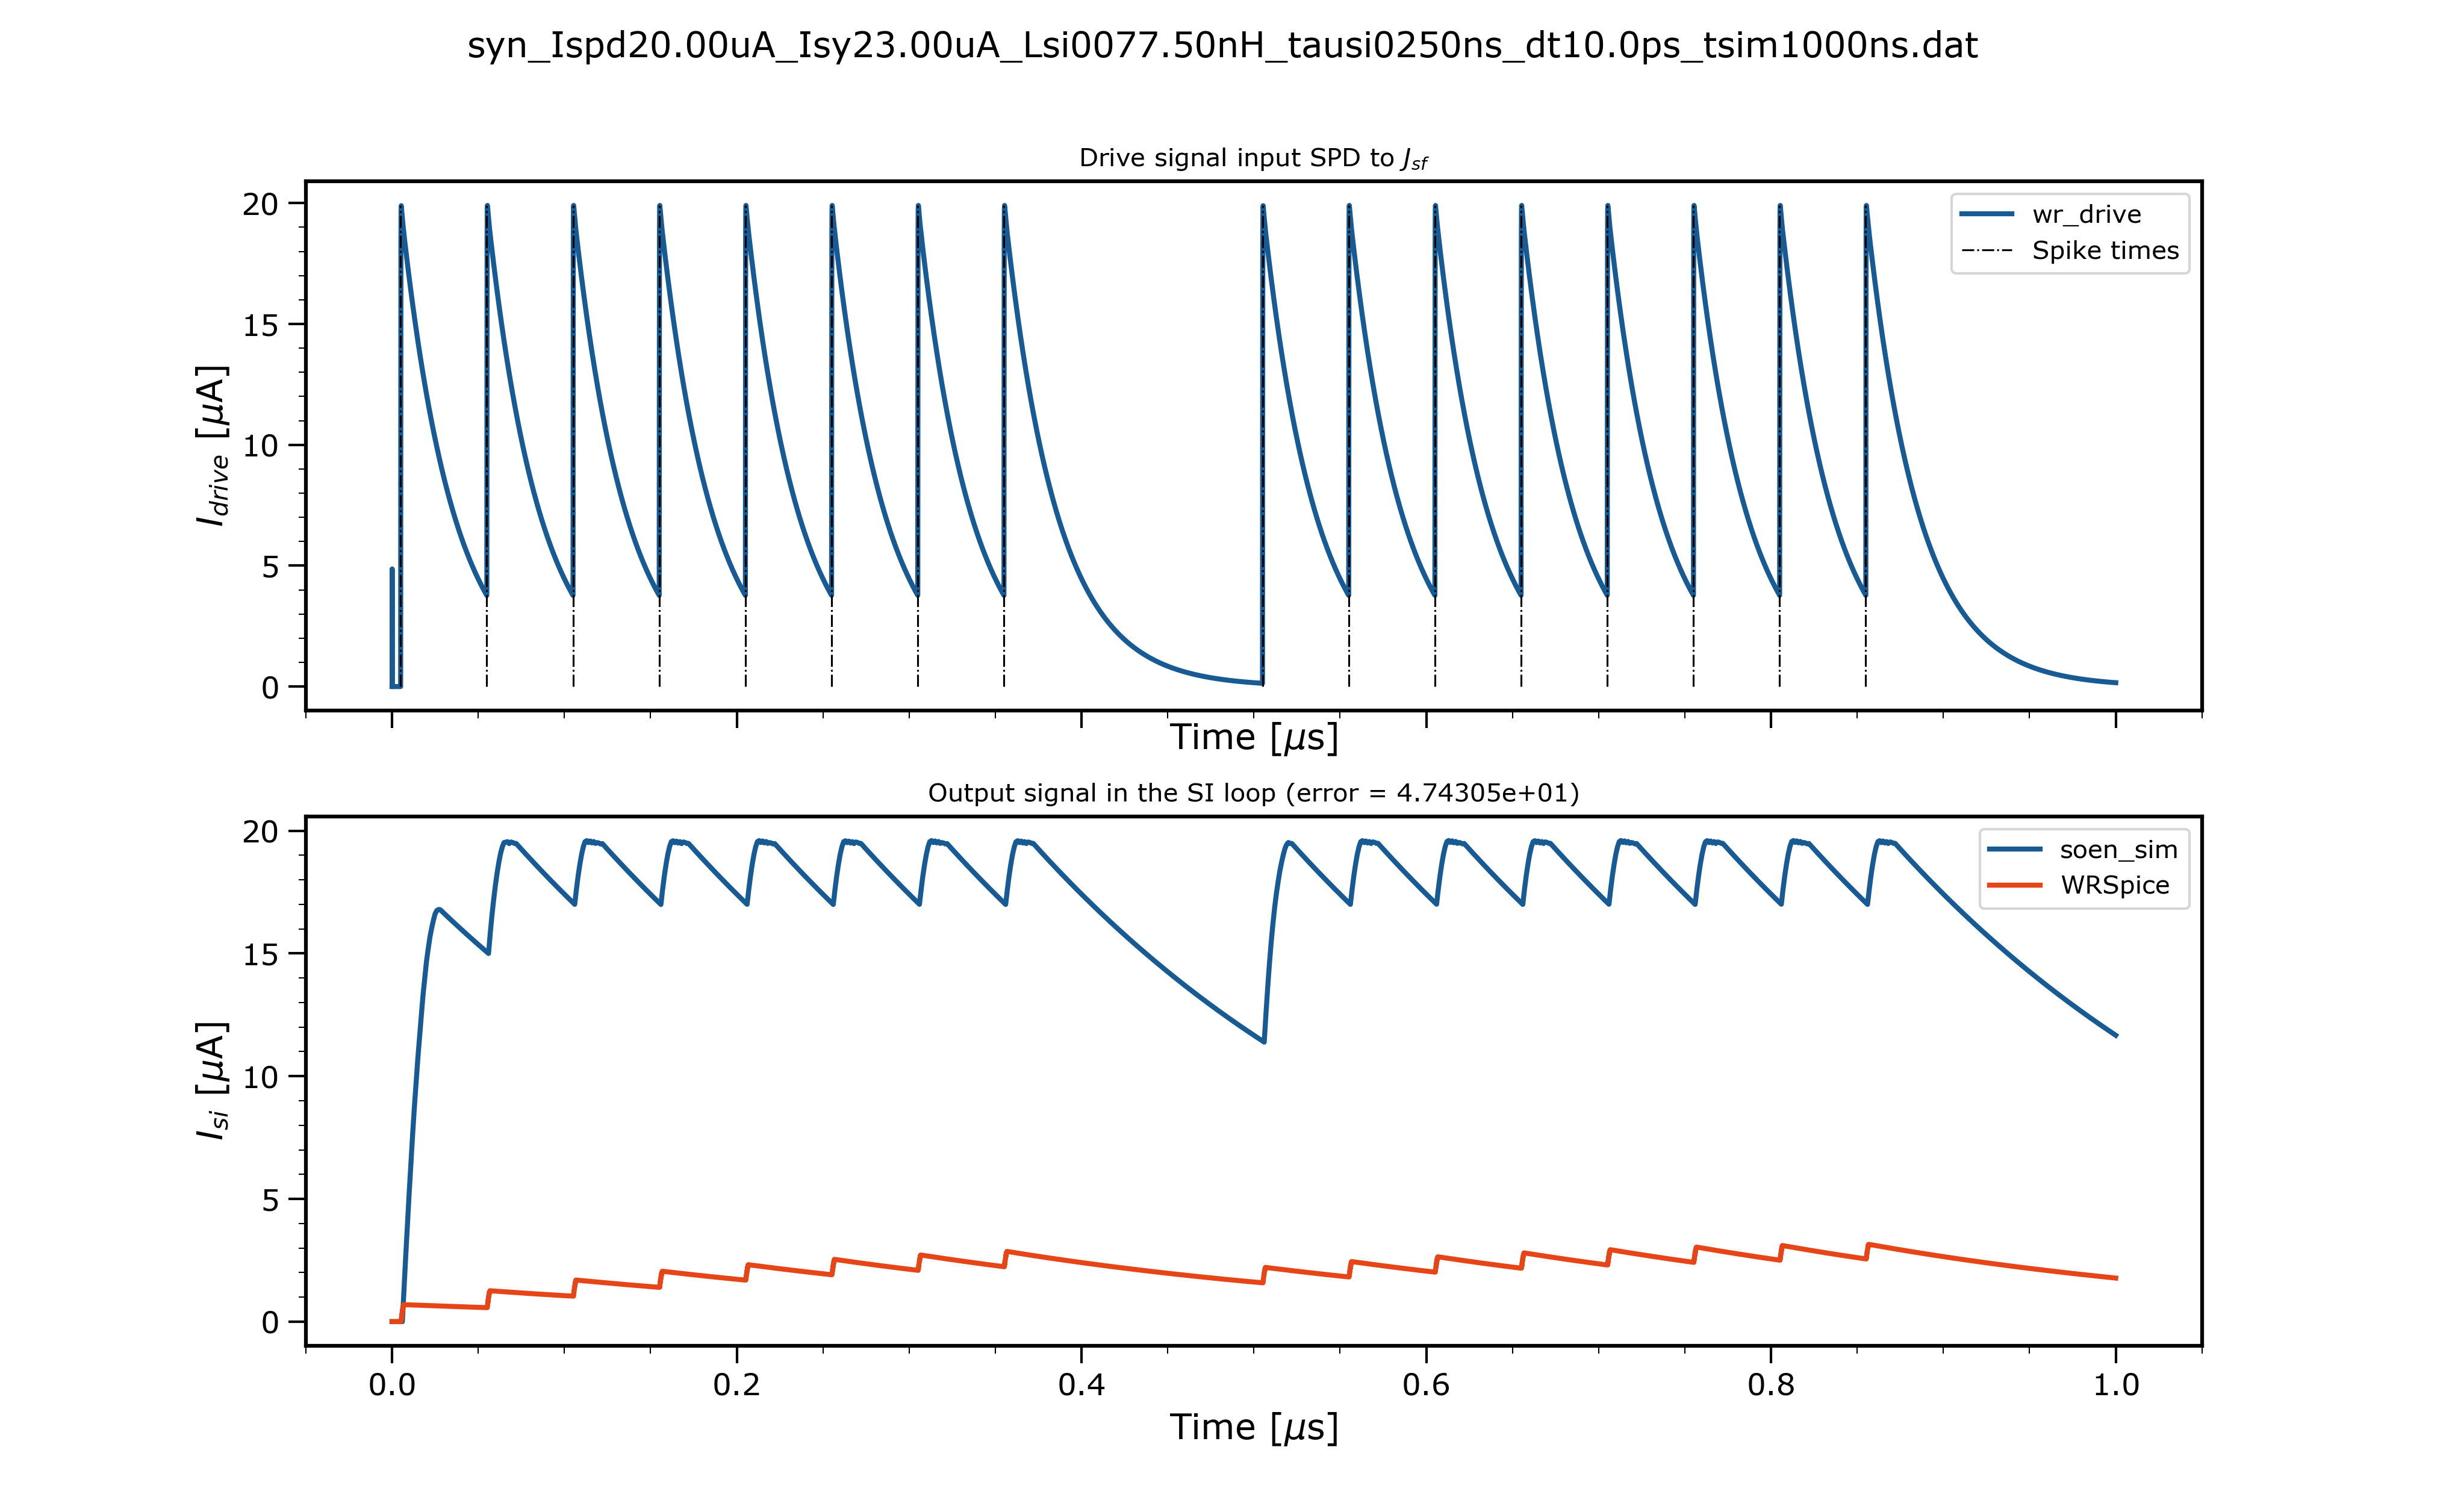 syn_Ispd20.00uA_Isy23.00uA_Lsi0077.50nH_tausi0250ns_dt10.0ps_tsim1000ns.dat
Drive signal input SPD to J_sf
20
15
10
5
0
I_drive [μA]
wr_drive
Spike times
Time [μs]
Output signal in the SI loop (error = 4.74305e+01)
20
15
10
5
0
I_si [μA]
soen_sim
WRSpice
0.0 0.2 0.4 0.6 0.8 1.0
Time [μs]